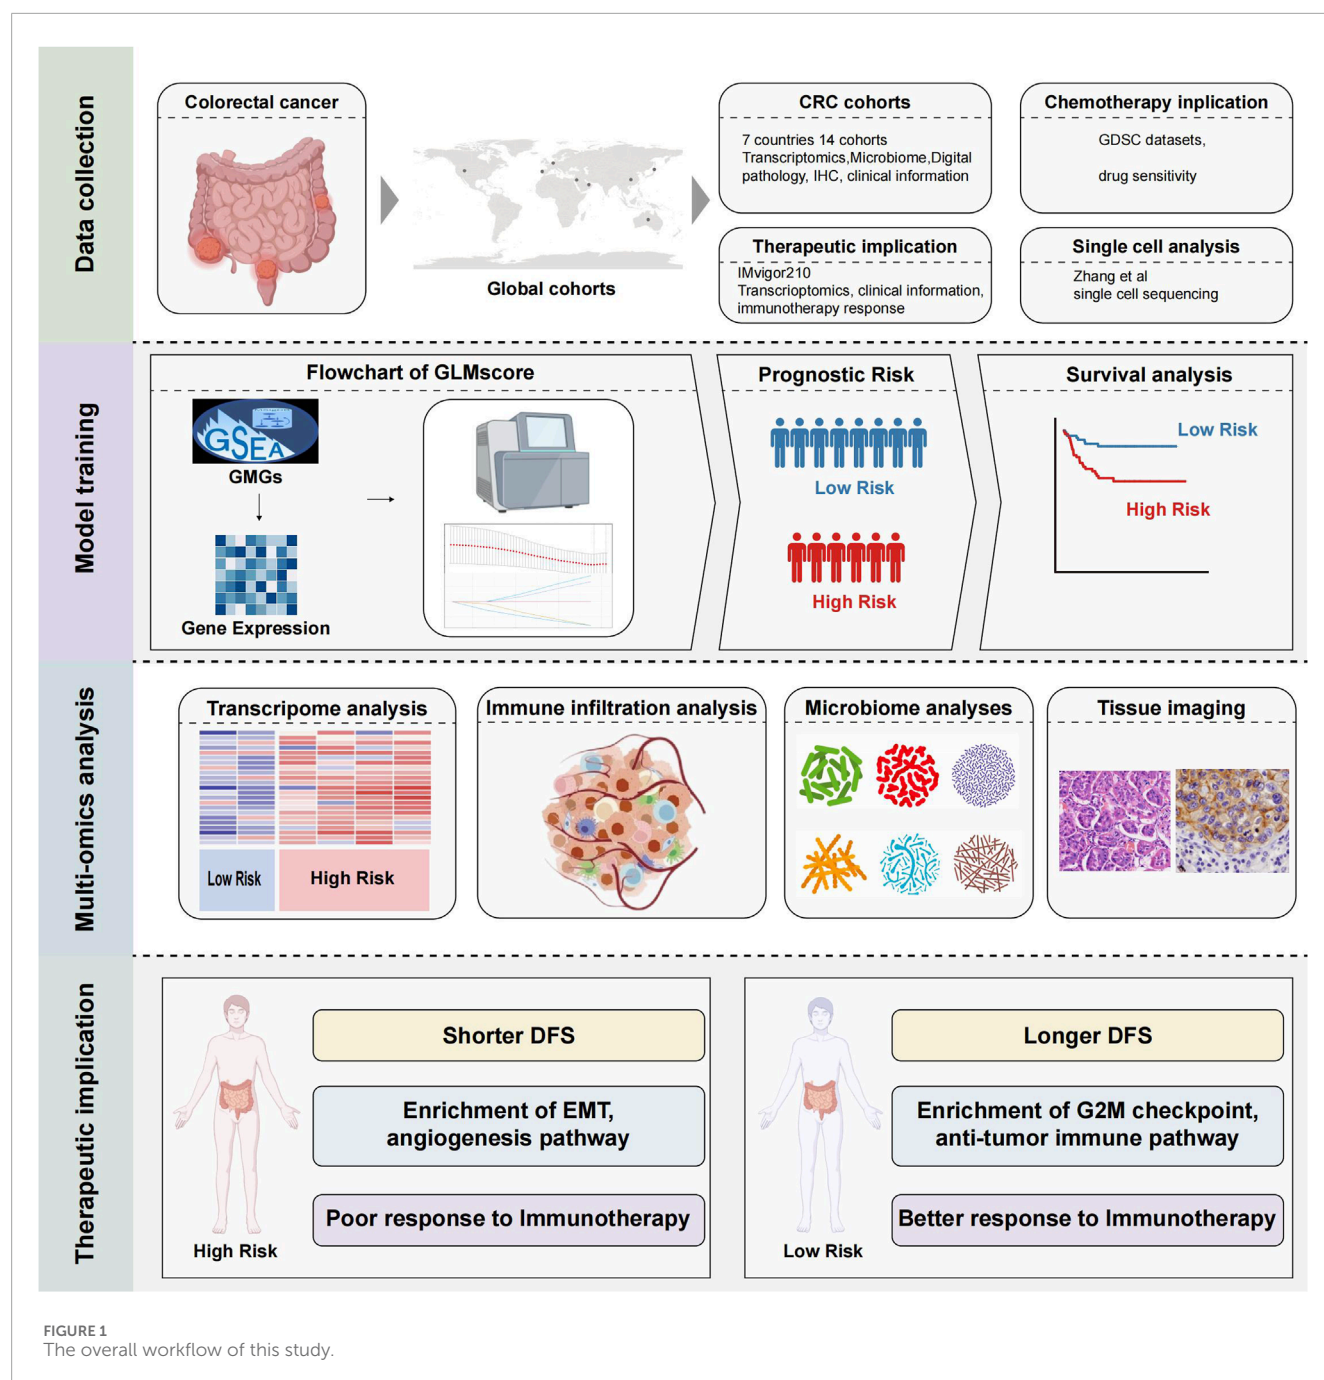 Data collection
Colorectal cancer
Global cohorts
CRC cohorts
7 countries 14 cohorts
Transcriptomics,Microbiome,Digital
pathology, IHC, clinical information
Chemotherapy inplication
GDSC datasets,
drug sensitivity
Therapeutic implication
IMvigor210
Transcrioptomics, clinical information,
immunotherapy response
Single cell analysis
Zhang et al
single cell sequencing
Model training
Flowchart of GLMscore
GSEA
GMGs
Gene Expression
Prognostic Risk
Low Risk
High Risk
Survival analysis
Low Risk
High Risk
Multi-omics analysis
Transcripome analysis
Low Risk
High Risk
Immune infiltration analysis
Microbiome analyses
Tissue imaging
Therapeutic implication
High Risk
Shorter DFS
Enrichment of EMT,
angiogenesis pathway
Poor response to Immunotherapy
Low Risk
Longer DFS
Enrichment of G2M checkpoint,
anti-tumor immune pathway
Better response to Immunotherapy
FIGURE 1
The overall workflow of this study.